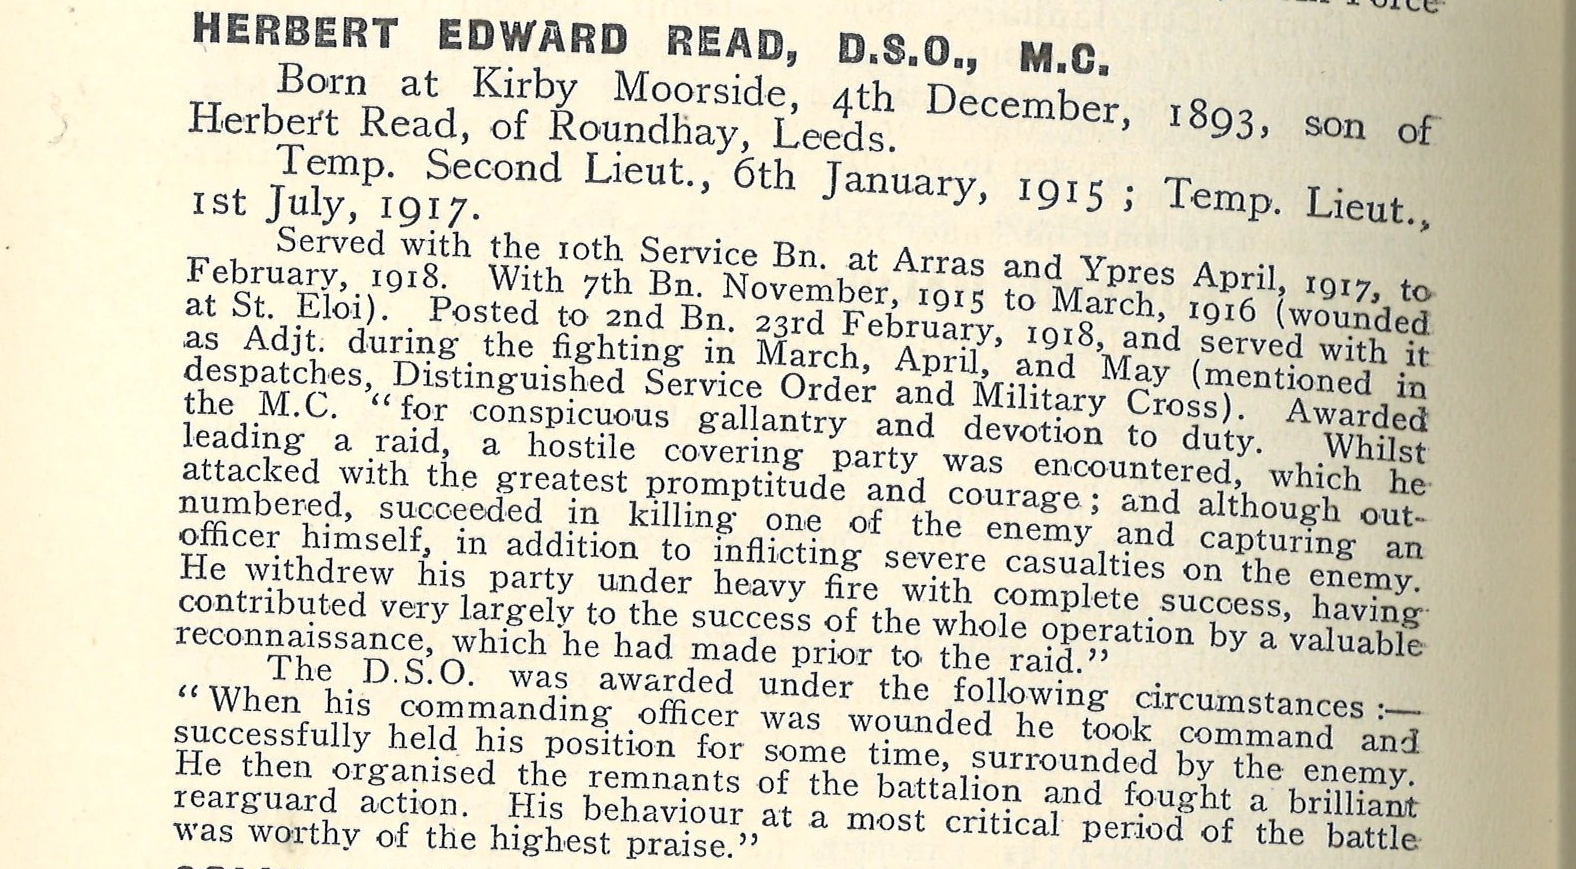 HERBERT EDWARD READ, D.S.O., M.C.
Born at Kirby Moorside, 4th December, 1893, son of
Herbert Read, of Roundhay, Leeds.
Temp. Second Lieut., 6th January, 1915 ; Temp. Lieut.,
1st July, 1917.
Served with the 10th Service Bn. at Arras and Ypres April, 1917, to
February, 1918. With 7th Bn. November, 1915 to March, 1916 (wounded
at St. Eloi). Posted to 2nd Bn. 23rd February, 1918, and served with it
as Adjt. during the fighting in March, April, and May (mentioned in
despatches, Distinguished Service Order and Military Cross). Awarded
the M.C. “for conspicuous gallantry and devotion to duty. Whilst
leading a raid, a hostile covering party was encountered, which he
attacked with the greatest promptitude and courage ; and although out-
numbered, succeeded in killing one of the enemy and capturing an
officer himself, in addition to inflicting severe casualties on the enemy.
He withdrew his party under heavy fire with complete success, having
contributed very largely to the success of the whole operation by a valuable
reconnaissance, which he had made prior to the raid.”
The D.S.O. was awarded under the following circumstances :—
“When his commanding officer was wounded he took command and
successfully held his position for some time, surrounded by the enemy.
He then organised the remnants of the battalion and fought a brilliant
rearguard action. His behaviour at a most critical period of the battle
was worthy of the highest praise.”